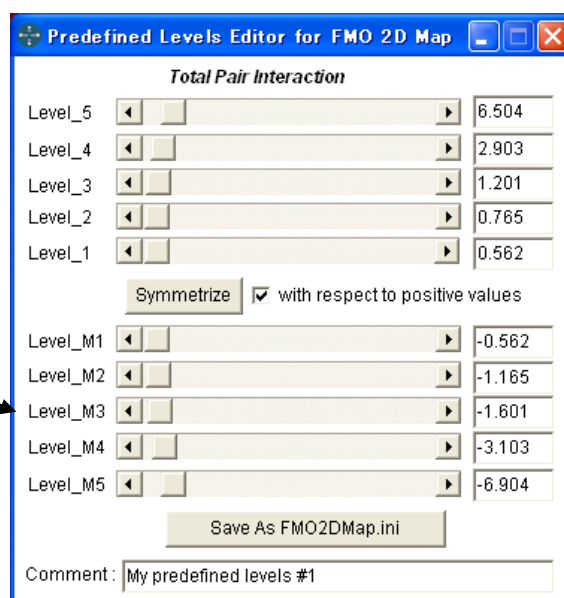 Predefined Levels Editor for FMO 2D Map
Total Pair Interaction
Level_5 6.504
Level_4 2.903
Level_3 1.201
Level_2 0.765
Level_1 0.562
Symmetrize with respect to positive values
Level_M1 -0.562
Level_M2 -1.165
Level_M3 -1.601
Level_M4 -3.103
Level_M5 -6.904
Save As FMO2DMap.ini
Comment : My predefined levels #1